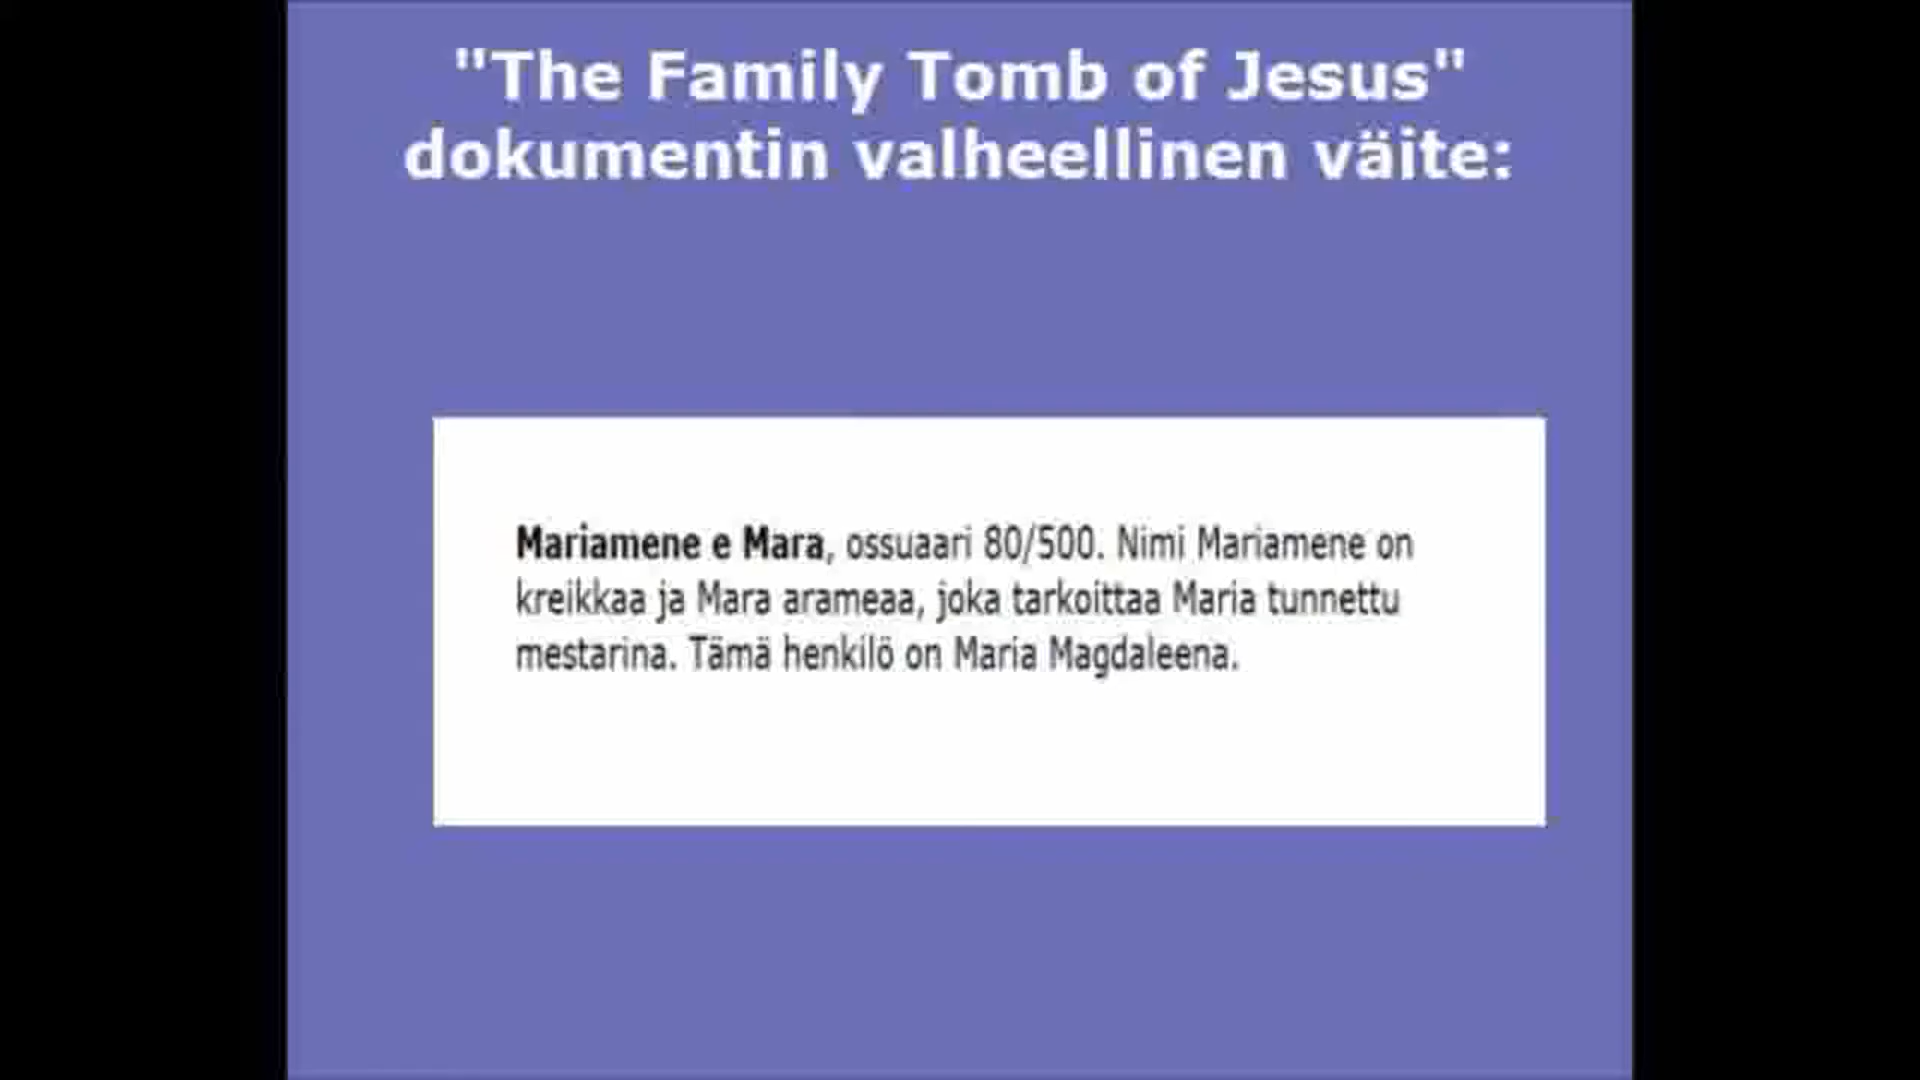 "The Family Tomb of Jesus"
dokumentin valheellinen väite:
Mariamene e Mara, ossuaari 80/500. Nimi Mariamene on
kreikkaa ja Mara arameaa, joka tarkoittaa Maria tunnettu
mestarina. Tämä henkilö on Maria Magdaleena.